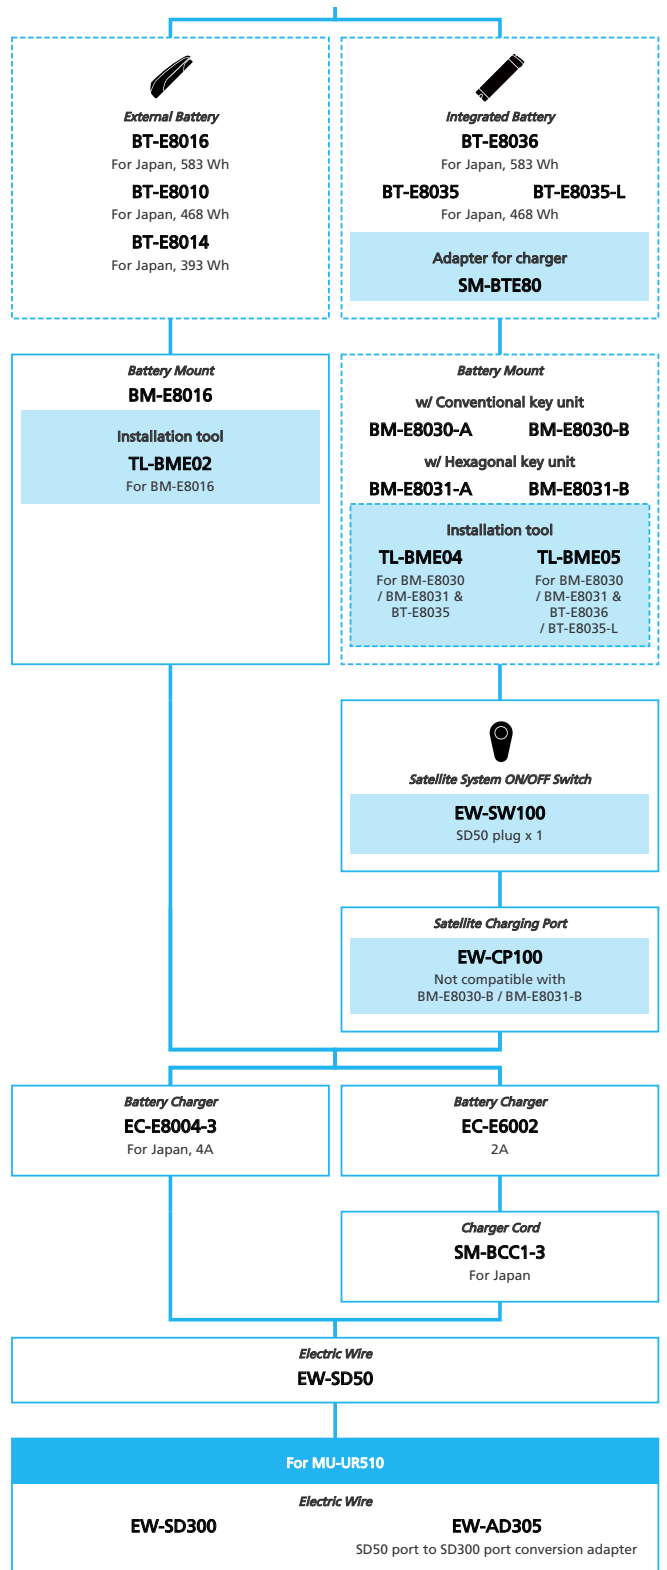 External Battery
BT-E8016
For Japan, 583 Wh
BT-E8010
For Japan, 468 Wh
BT-E8014
For Japan, 393 Wh
Integrated Battery
BT-E8036
For Japan, 583 Wh
BT-E8035 BT-E8035-L
For Japan, 468 Wh
Adapter for charger
SM-BTE80
Battery Mount
BM-E8016
Installation tool
TL-BME02
For BM-E8016
Battery Mount
w/ Conventional key unit
BM-E8030-A BM-E8030-B
w/ Hexagonal key unit
BM-E8031-A BM-E8031-B
Installation tool
TL-BME04
For BM-E8030
/ BM-E8031 &
BT-E8035
TL-BME05
For BM-E8030
/ BM-E8031 &
BT-E8036
/ BT-E8035-L
Satellite System ON/OFF Switch
EW-SW100
SD50 plug x 1
Satellite Charging Port
EW-CP100
Not compatible with
BM-E8030-B / BM-E8031-B
Battery Charger
EC-E8004-3
For Japan, 4A
Battery Charger
EC-E6002
2A
Charger Cord
SM-BCC1-3
For Japan
Electric Wire
EW-SD50
For MU-UR510
Electric Wire
EW-SD300
EW-AD305
SD50 port to SD300 port conversion adapter